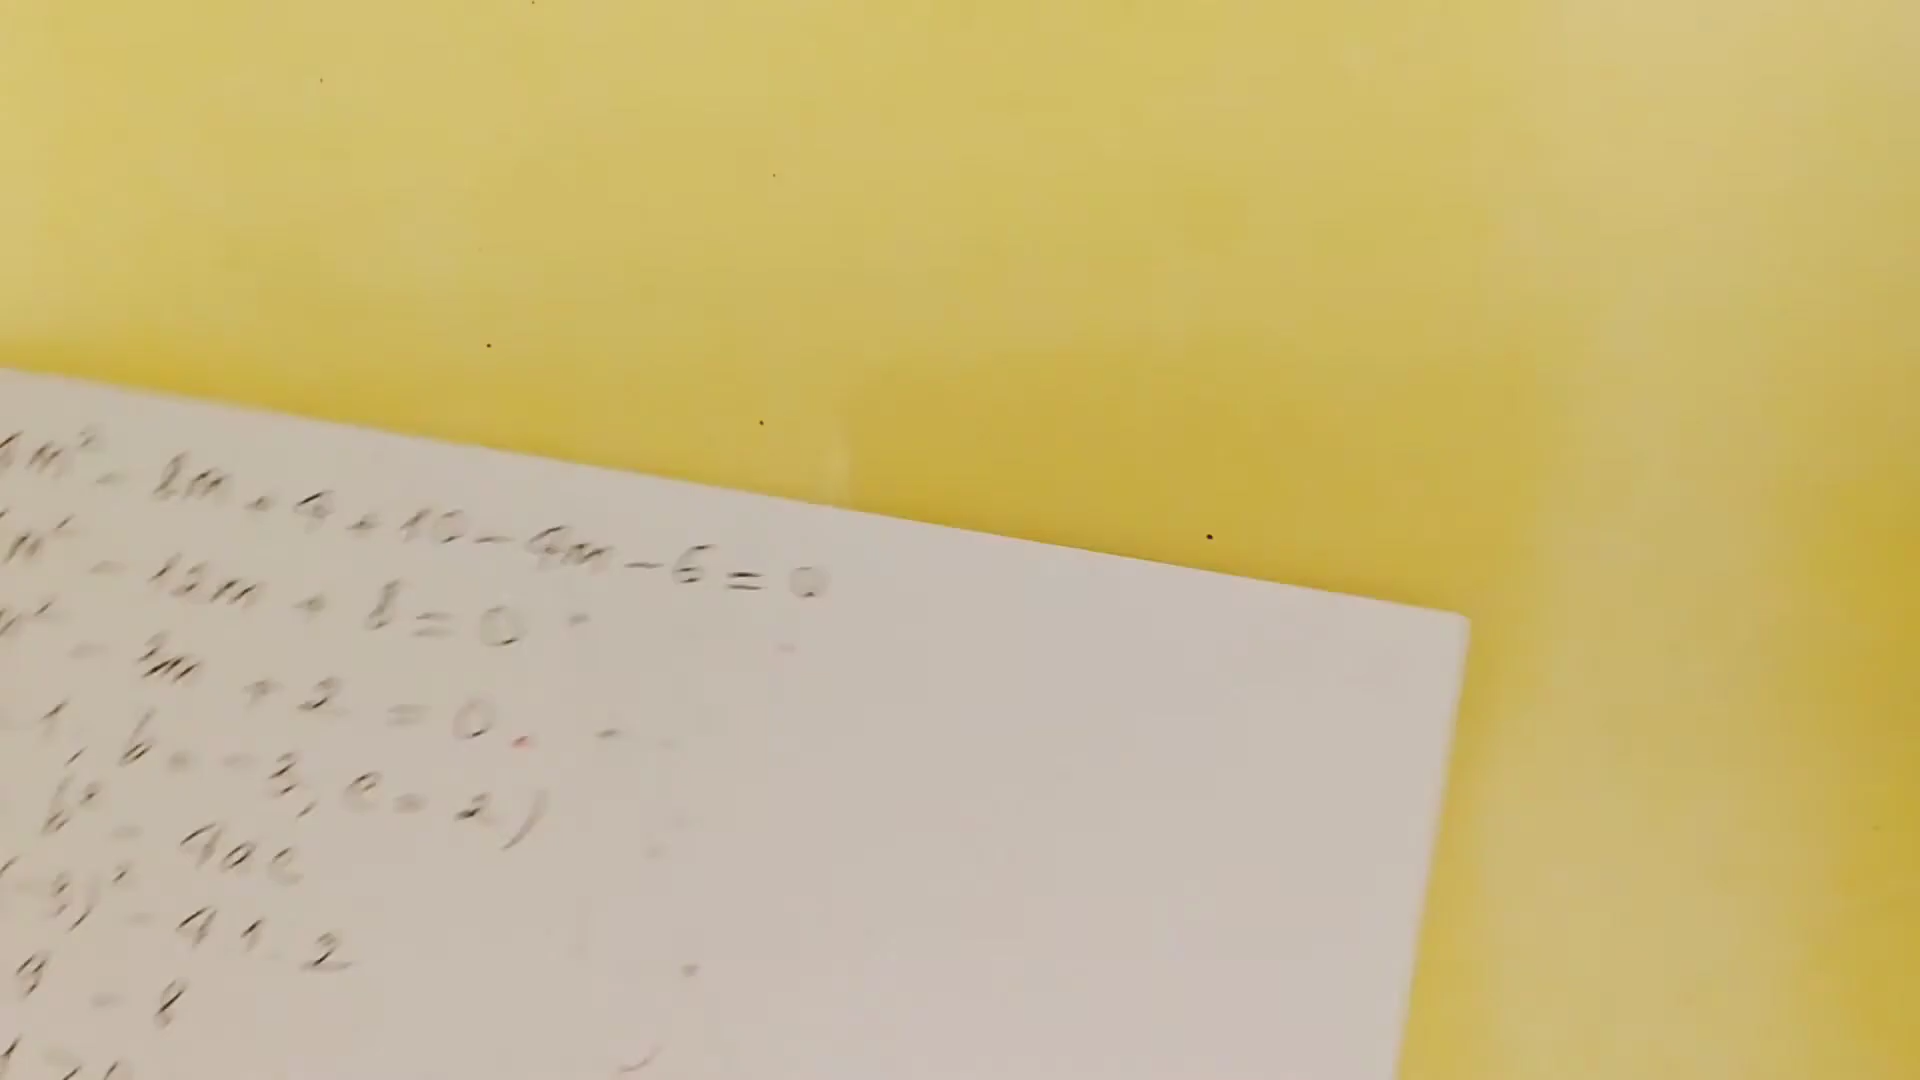 4m² - 8m + 4 + 10 - 4m - 6 = 0
m² - 12m + 8 = 0
m² - 3m + 2 = 0
1, b = -3, c = 2)
b² - 4ac
(-3)² - 4.1.2
9 - 8